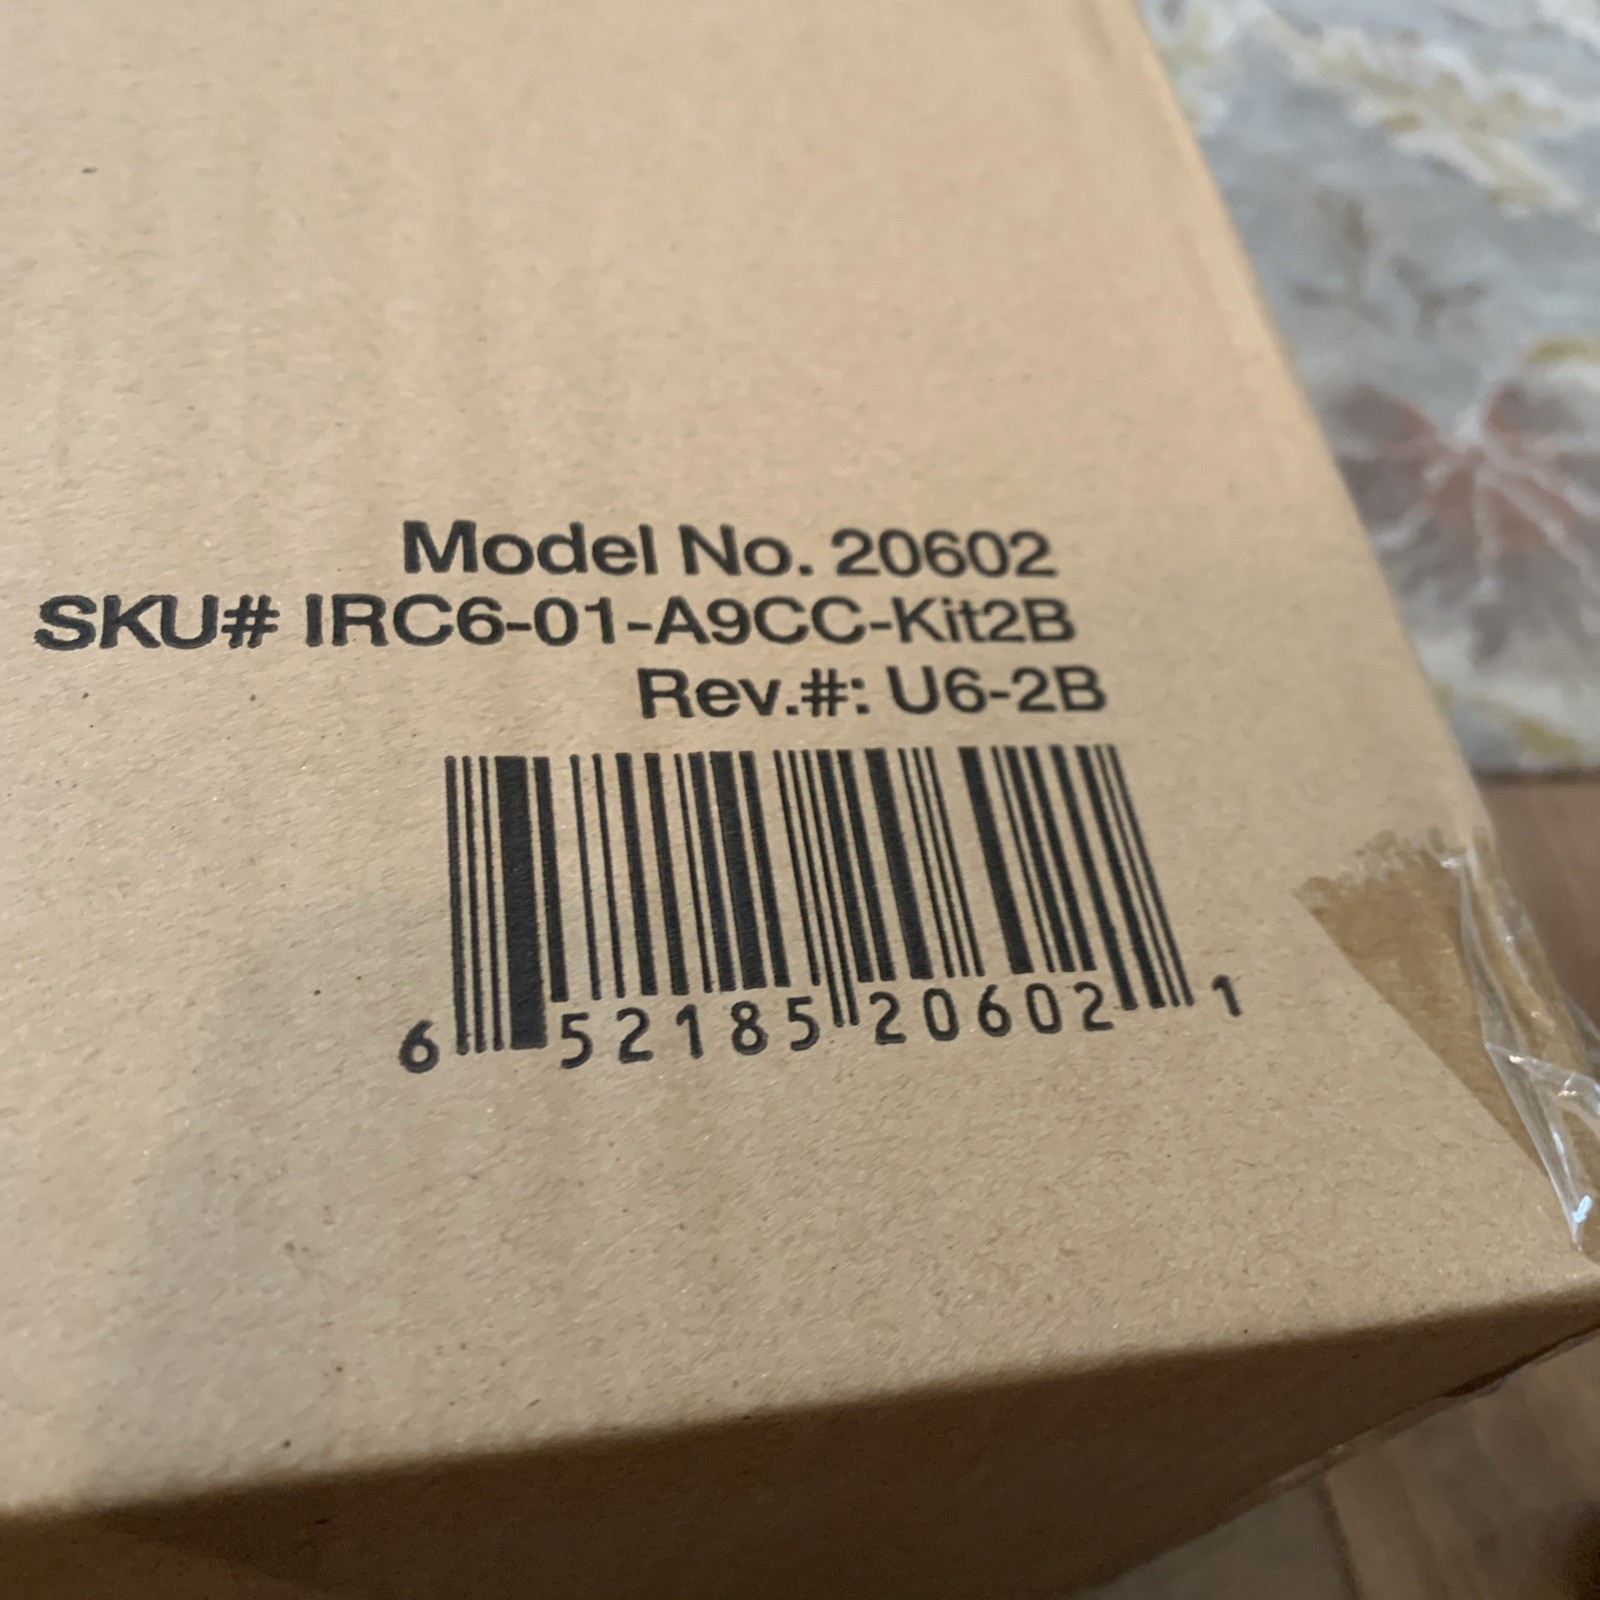 Model No. 20602
SKU# IRC6-01-A9CC-Kit2B
Rev.#: U6-2B
6 52185 20602 1